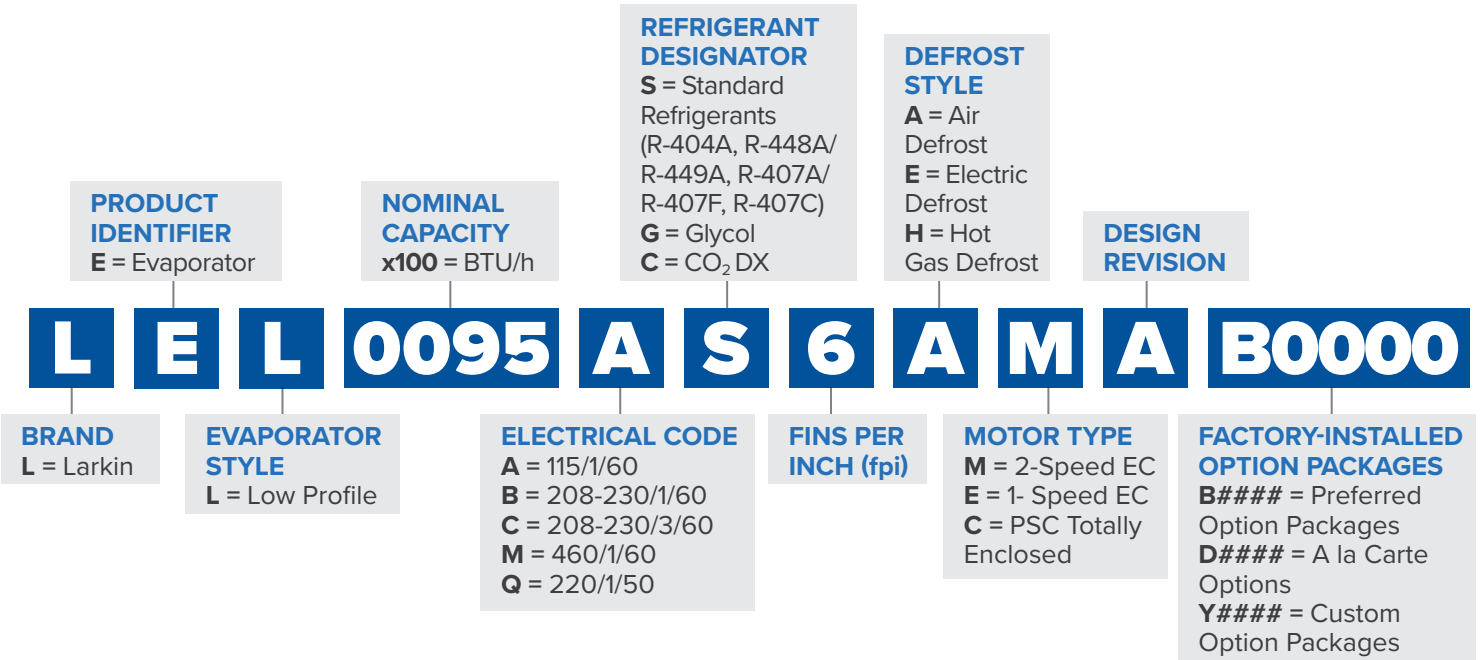 REFRIGERANT
DESIGNATOR
S = Standard
Refrigerants
(R-404A, R-448A/
R-449A, R-407A/
R-407F, R-407C)
G = Glycol
C = CO₂ DX
DEFROST
STYLE
A = Air
Defrost
E = Electric
Defrost
H = Hot
Gas Defrost
PRODUCT
IDENTIFIER
E = Evaporator
NOMINAL
CAPACITY
x100 = BTU/h
DESIGN
REVISION
L E L 0095 A S 6 A M A B0000
BRAND
L = Larkin
EVAPORATOR
STYLE
L = Low Profile
ELECTRICAL CODE
A = 115/1/60
B = 208-230/1/60
C = 208-230/3/60
M = 460/1/60
Q = 220/1/50
FINS PER
INCH (fpi)
MOTOR TYPE
M = 2-Speed EC
E = 1- Speed EC
C = PSC Totally
Enclosed
FACTORY-INSTALLED
OPTION PACKAGES
B#### = Preferred
Option Packages
D#### = A la Carte
Options
Y#### = Custom
Option Packages